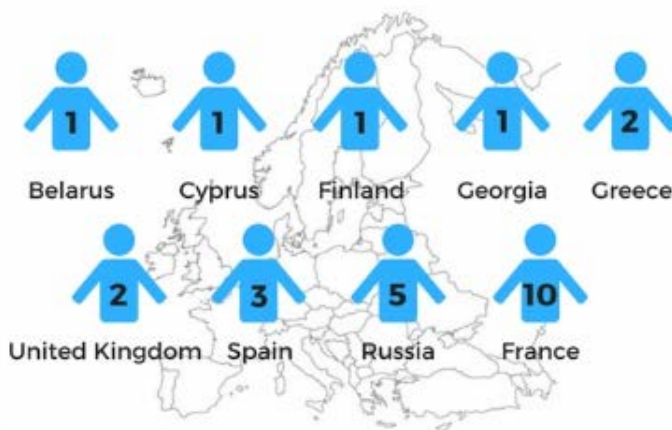 1 1 1 1 2
Belarus Cyprus Finland Georgia Greece
2 3 5 10
United Kingdom Spain Russia France